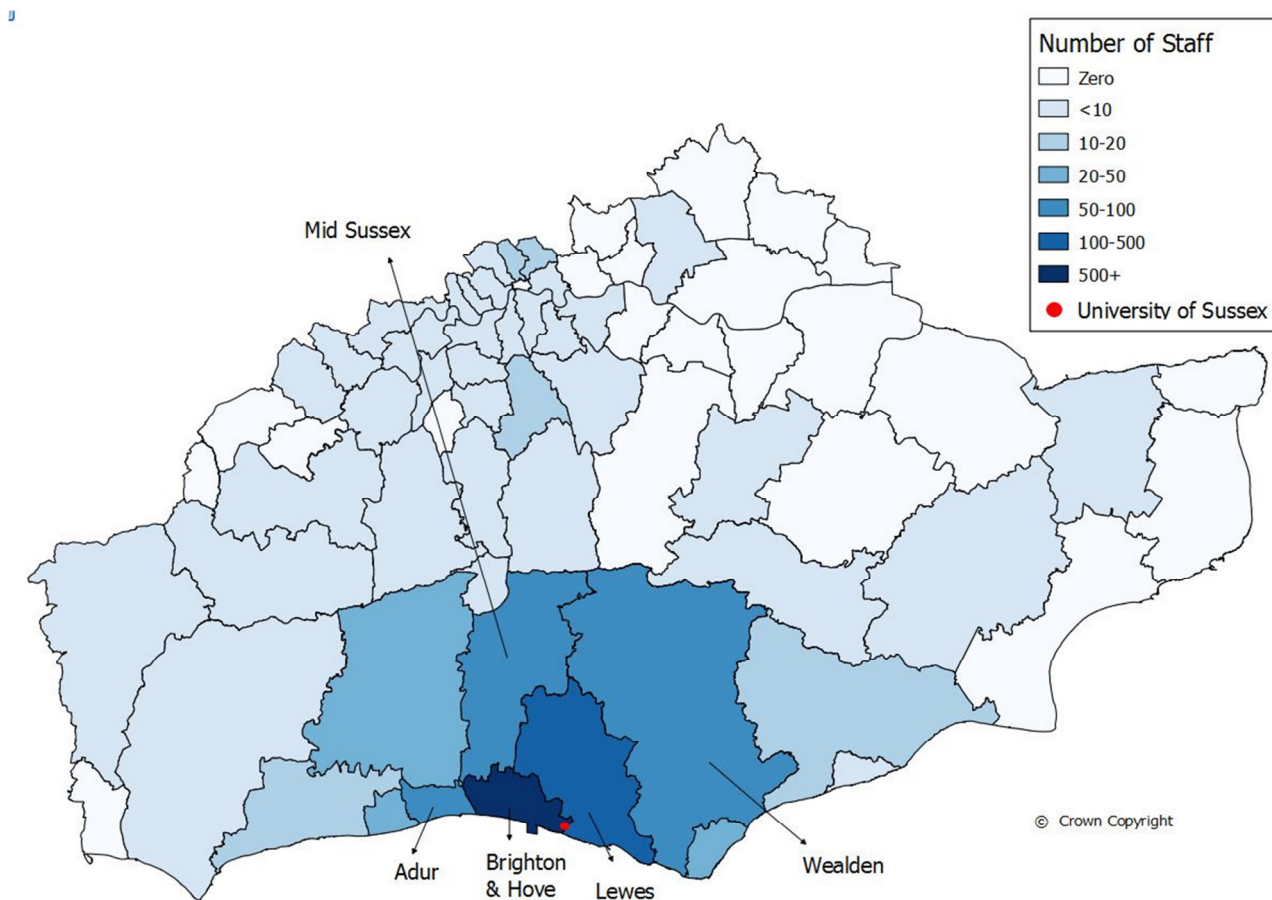 Number of Staff
Zero
<10
10-20
20-50
50-100
100-500
500+
University of Sussex
Mid Sussex
© Crown Copyright
Adur
Brighton
& Hove
Lewes
Wealden